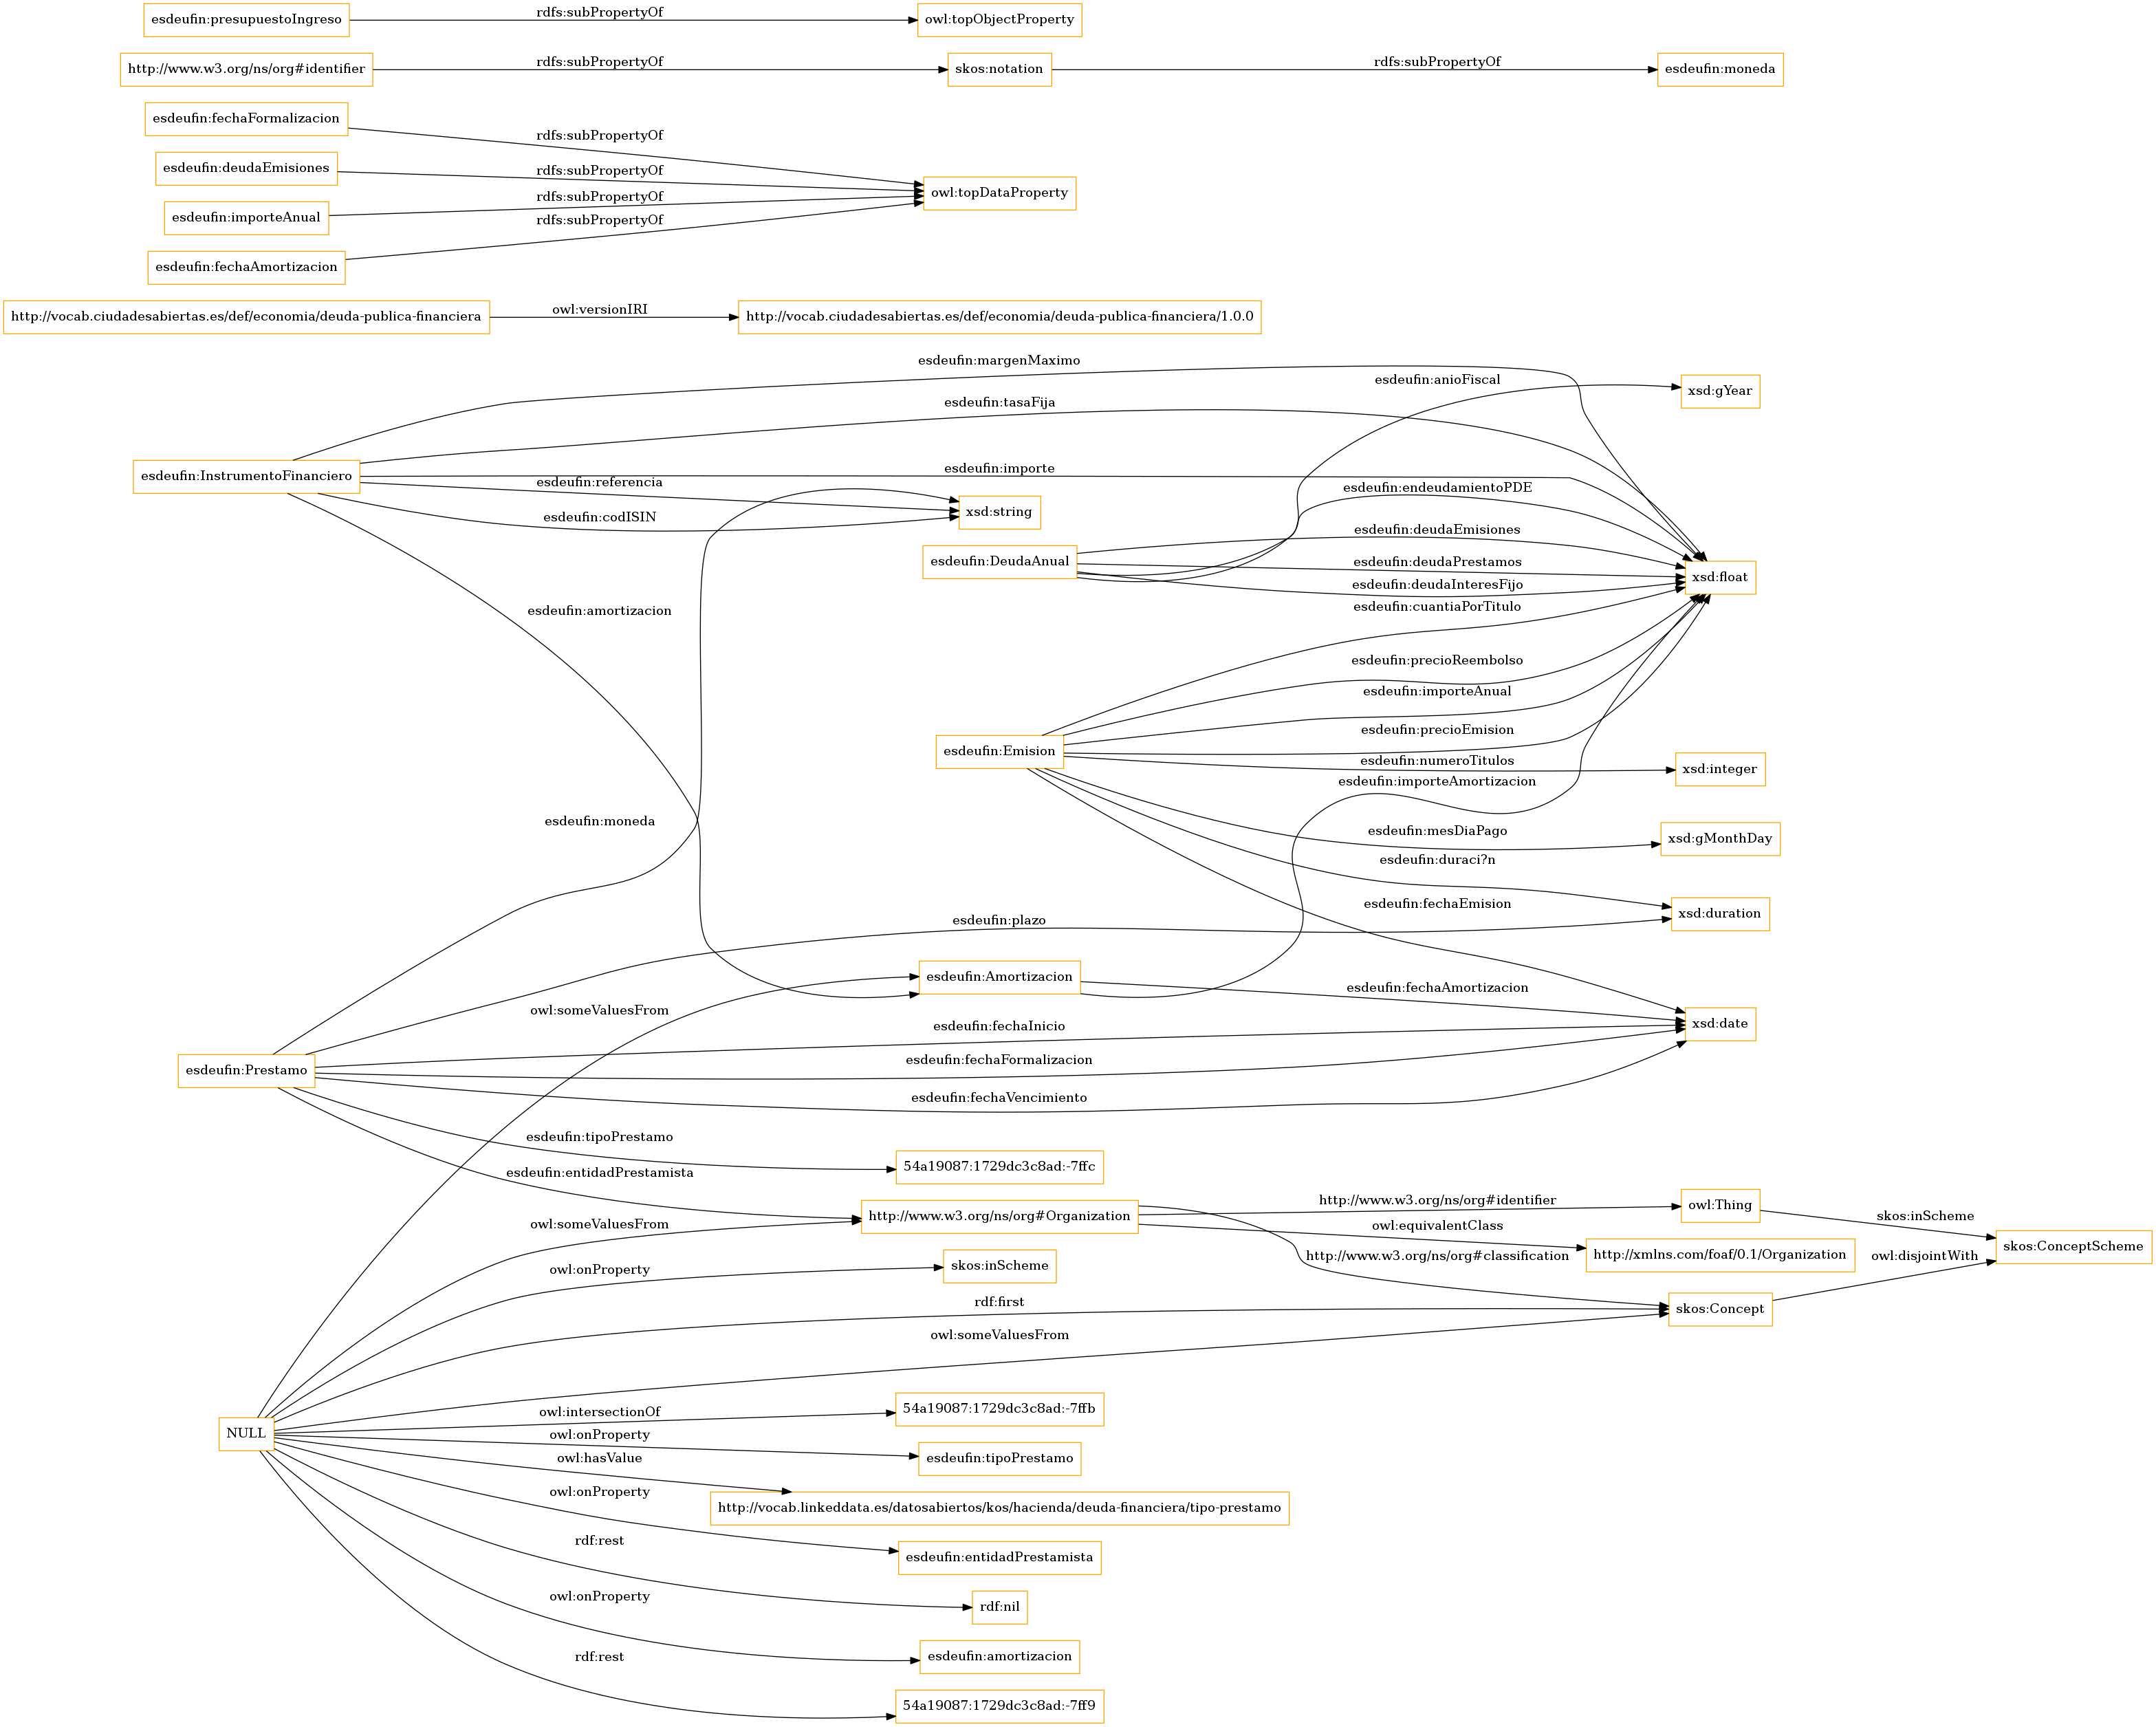 esdeufin:presupuestoIngreso
rdfs:subPropertyOf
owl:topObjectProperty
http://www.w3.org/ns/org#identifier
rdfs:subPropertyOf
skos:notation
rdfs:subPropertyOf
esdeufin:moneda
esdeufin:fechaFormalizacion
rdfs:subPropertyOf
esdeufin:deudaEmisiones
rdfs:subPropertyOf
owl:topDataProperty
esdeufin:importeAnual
rdfs:subPropertyOf
esdeufin:fechaAmortizacion
rdfs:subPropertyOf
http://vocab.ciudadesabiertas.es/def/economia/deuda-publica-financiera
owl:versionIRI
http://vocab.ciudadesabiertas.es/def/economia/deuda-publica-financiera/1.0.0
esdeufin:margenMaximo
esdeufin:anioFiscal
xsd:gYear
esdeufin:tasaFija
esdeufin:InstrumentoFinanciero
esdeufin:importe
esdeufin:referencia
esdeufin:endeudamientoPDE
esdeufin:codISIN
xsd:string
esdeufin:deudaEmisiones
esdeufin:DeudaAnual
esdeufin:deudaPrestamos
xsd:float
esdeufin:deudaInteresFijo
esdeufin:amortizacion
esdeufin:cuantiaPorTitulo
esdeufin:precioReembolso
esdeufin:importeAnual
esdeufin:precioEmision
esdeufin:Emision
esdeufin:numeroTitulos
xsd:integer
esdeufin:importeAmortizacion
esdeufin:moneda
esdeufin:mesDiaPago
xsd:gMonthDay
esdeufin:duraci?n
esdeufin:fechaEmision
xsd:duration
esdeufin:plazo
esdeufin:Amortizacion
esdeufin:fechaAmortizacion
owl:someValuesFrom
esdeufin:fechaInicio
xsd:date
esdeufin:Prestamo
esdeufin:fechaFormalizacion
esdeufin:fechaVencimiento
esdeufin:tipoPrestamo
54a19087:1729dc3c8ad:-7ffc
esdeufin:entidadPrestamista
http://www.w3.org/ns/org#Organization
http://www.w3.org/ns/org#identifier
owl:Thing
skos:inScheme
owl:someValuesFrom
owl:equivalentClass
http://xmlns.com/foaf/0.1/Organization
skos:ConceptScheme
http://www.w3.org/ns/org#classification
owl:disjointWith
owl:onProperty
skos:inScheme
rdf:first
skos:Concept
owl:someValuesFrom
NULL
owl:intersectionOf
54a19087:1729dc3c8ad:-7ffb
owl:onProperty
esdeufin:tipoPrestamo
owl:hasValue
http://vocab.linkeddata.es/datosabiertos/kos/hacienda/deuda-financiera/tipo-prestamo
owl:onProperty
esdeufin:entidadPrestamista
rdf:rest
rdf:nil
owl:onProperty
esdeufin:amortizacion
rdf:rest
54a19087:1729dc3c8ad:-7ff9